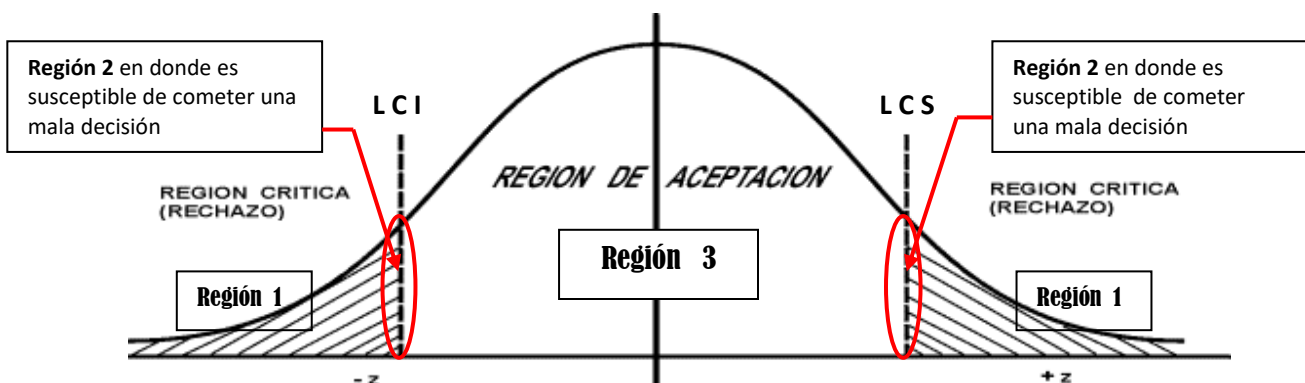 Región 2 en donde es
susceptible de cometer una
mala decisión
L C I
L C S
Región 2 en donde es
susceptible de cometer
una mala decisión
REGION CRITICA
(RECHAZO)
REGION DE ACEPTACION
REGION CRITICA
(RECHAZO)
Región 1
Región 3
Región 1
- z
+ z